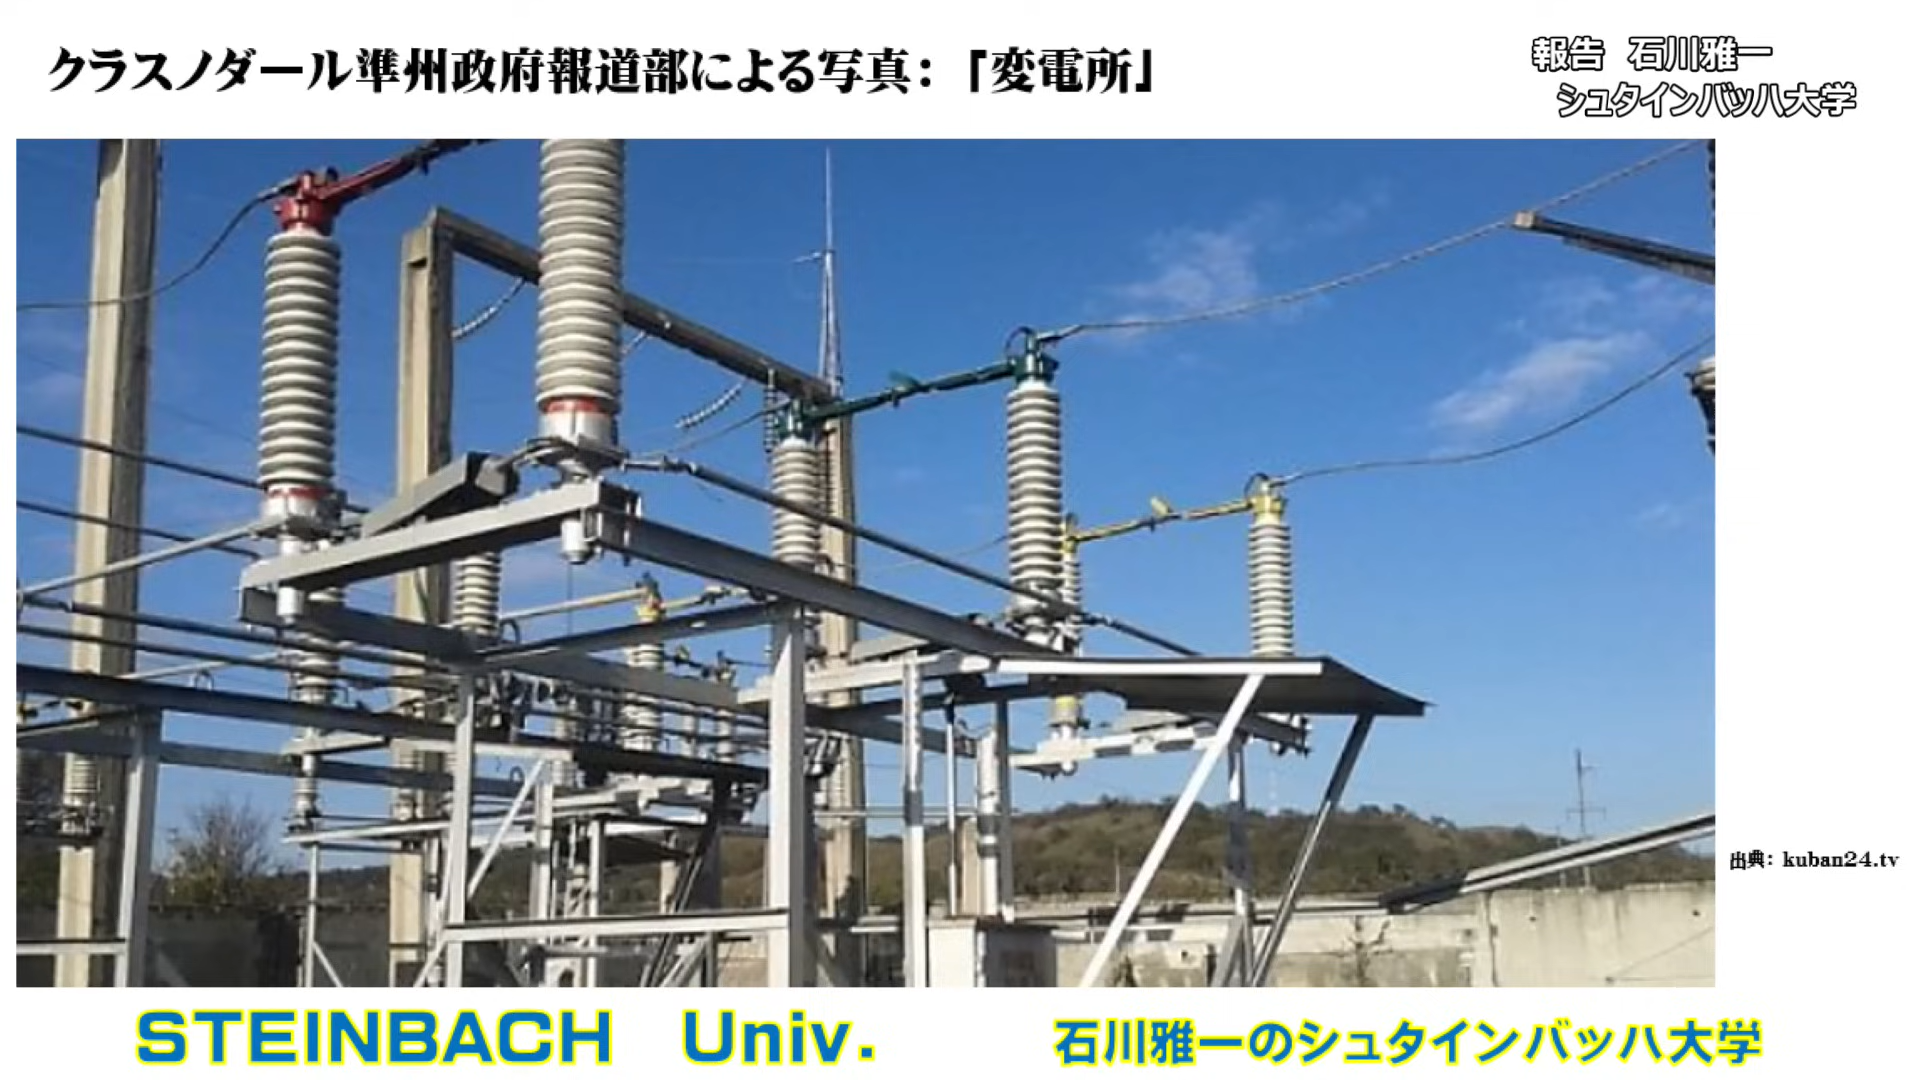 クラスノダール準州政府報道部による写真：「変電所」
報告　石川雅一
シュタインバッハ大学
出典：kuban24.tv
STEINBACH　Univ.
石川雅一のシュタインバッハ大学